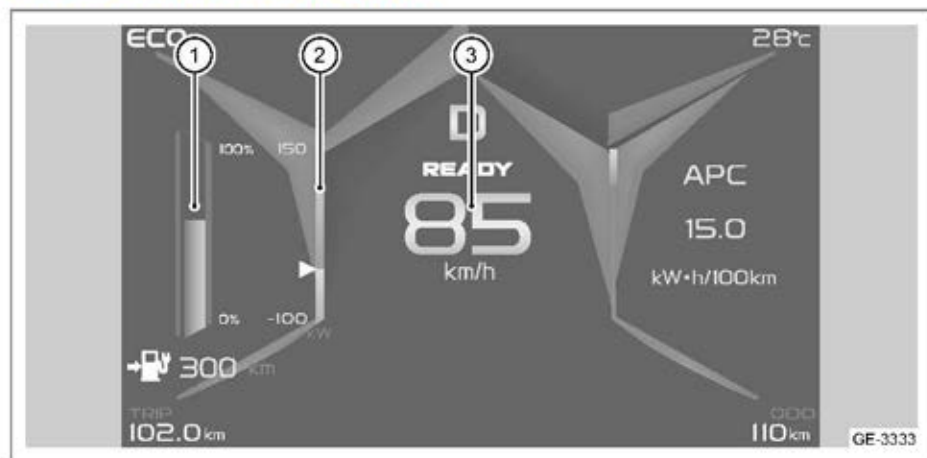 ECO
1
2
3
28°c
D
100%
150
READY
APC
85
15.0
km/h
kW•h/100km
0%
-100
kW
300 km
TRIP
ODO
102.0 km
110 km
GE-3333